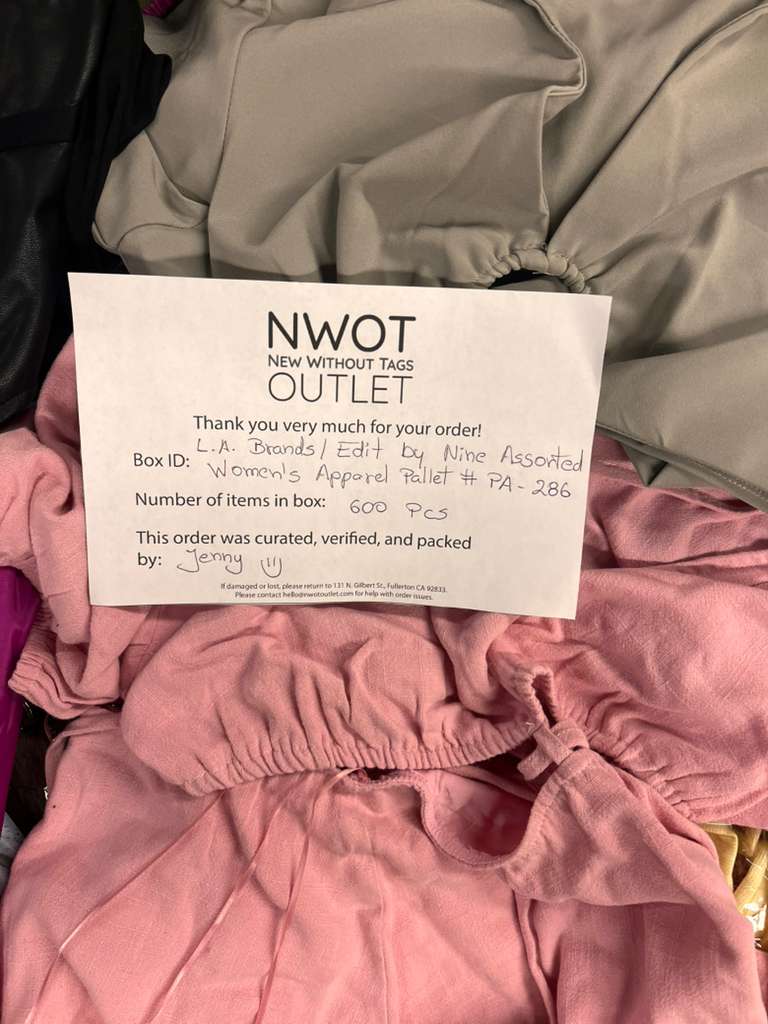 NWOT
NEW WITHOUT TAGS
OUTLET
Thank you very much for your order!
Box ID: L.A. Brands/ Edit by Nine Assorted
Women's Apparel Pallet # PA-286
Number of items in box: 600 Pcs
This order was curated, verified, and packed
by: Jenny
If damaged or lost, please return to 131 N. Gilbert St., Fullerton CA 92833.
Please contact hello@nwotoutlet.com for help with order issues.